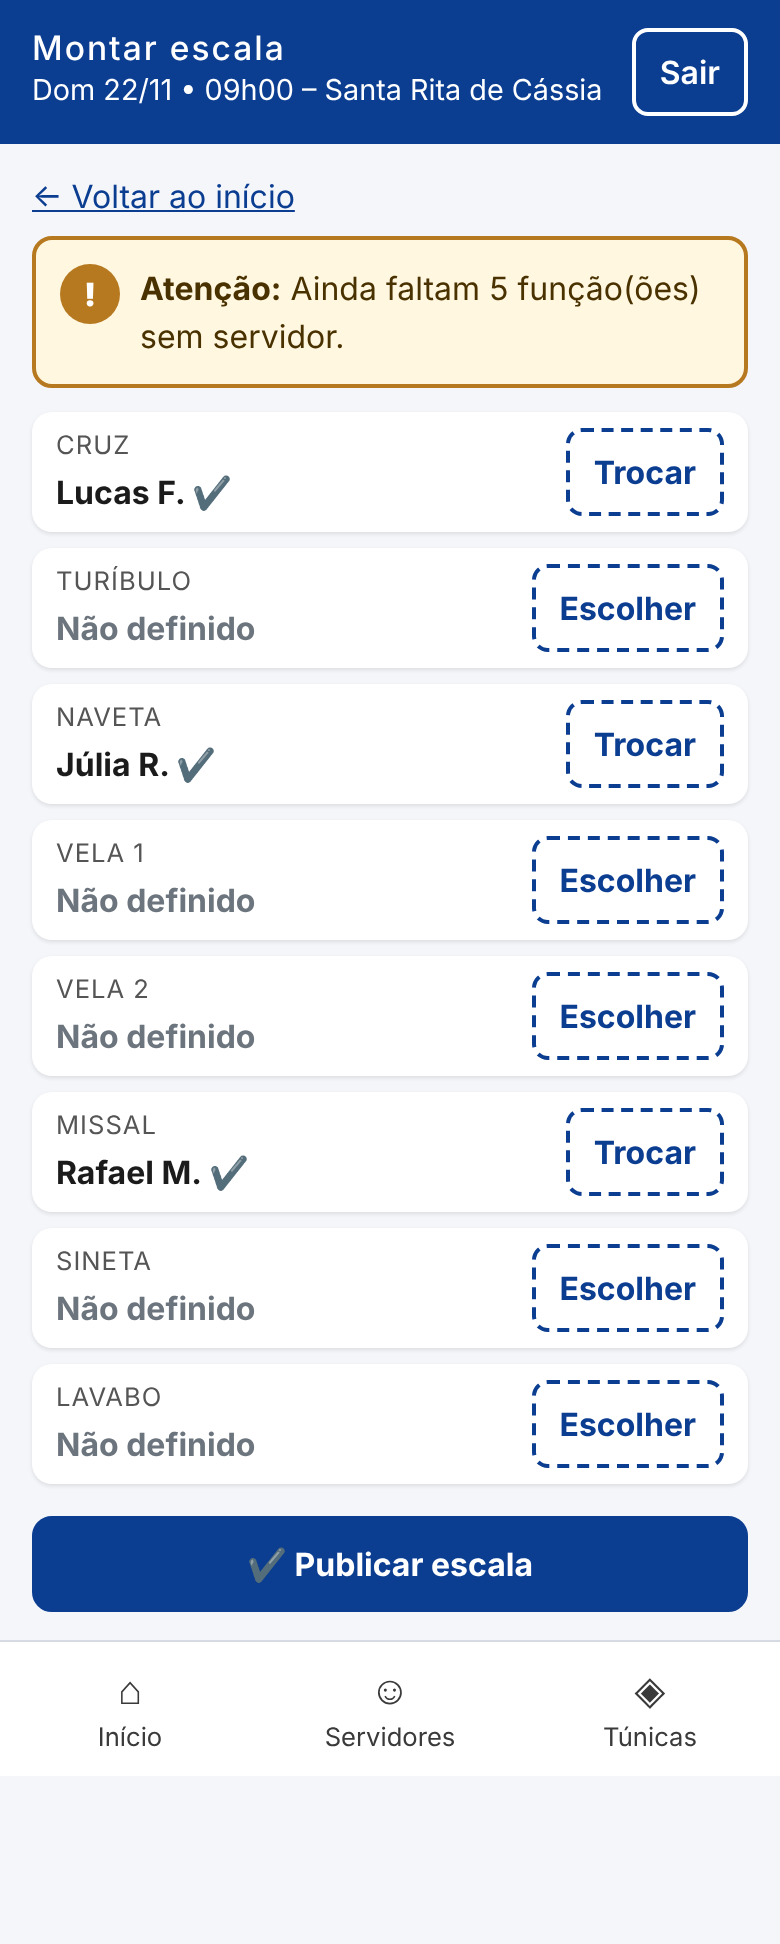 Montar escala
Dom 22/11 • 09h00 – Santa Rita de Cássia
Sair
← Voltar ao início
! Atenção: Ainda faltam 5 função(ões)
sem servidor.
CRUZ
Lucas F. ✔
Trocar
TURÍBULO
Não definido
Escolher
NAVETA
Júlia R. ✔
Trocar
VELA 1
Não definido
Escolher
VELA 2
Não definido
Escolher
MISSAL
Rafael M. ✔
Trocar
SINETA
Não definido
Escolher
LAVABO
Não definido
Escolher
✔ Publicar escala
Início
Servidores
Túnicas